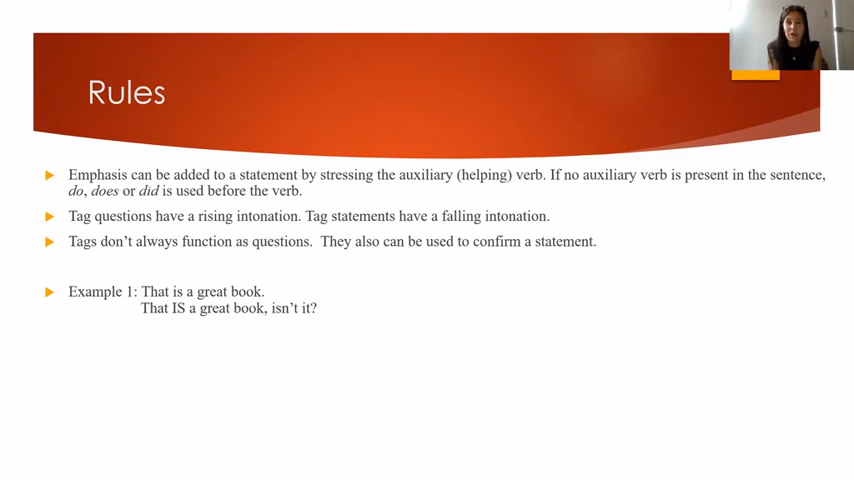 Rules
Emphasis can be added to a statement by stressing the auxiliary (helping) verb. If no auxiliary verb is present in the sentence,
do, does or did is used before the verb.
Tag questions have a rising intonation. Tag statements have a falling intonation.
Tags don't always function as questions.  They also can be used to confirm a statement.
Example 1: That is a great book.
That IS a great book, isn't it?